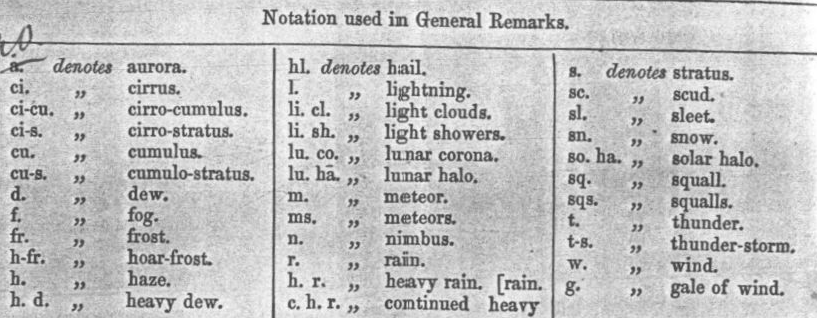 Notation used in General Remarks.
a. denotes aurora.
ci. „ cirrus.
ci-cu. „ cirro-cumulus.
ci-s. „ cirro-stratus.
cu. „ cumulus.
cu-s. „ cumulo-stratus.
d. „ dew.
f. „ fog.
fr. „ frost.
h-fr. „ hoar-frost.
h. „ haze.
h. d. „ heavy dew.
hl. denotes hail.
l. „ lightning.
li. cl. „ light clouds.
li. sh. „ light showers.
lu. co. „ lunar corona.
lu. ha. „ lunar halo.
m. „ meteor.
ms. „ meteors.
n. „ nimbus.
r. „ rain.
h. r. „ heavy rain. [rain.
c. h. r. „ continued heavy
s. denotes stratus.
sc. „ scud.
sl. „ sleet.
sn. „ snow.
so. ha. „ solar halo.
sq. „ squall.
sqs. „ squalls.
t. „ thunder.
t-s. „ thunder-storm.
w. „ wind.
g. „ gale of wind.